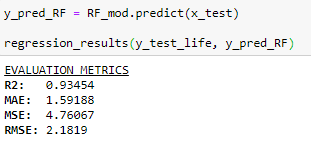 y_pred_RF = RF_mod.predict(x_test)
regression_results(y_test_life, y_pred_RF)
EVALUATION METRICS
R2: 0.93454
MAE: 1.59188
MSE: 4.76067
RMSE: 2.1819